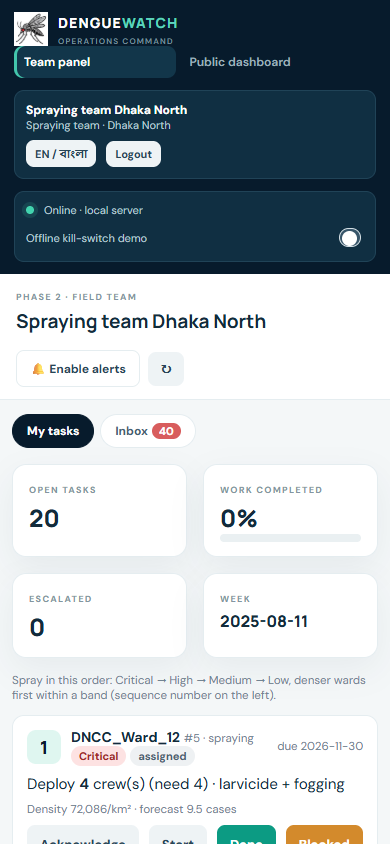 DENGUEWATCH
OPERATIONS COMMAND
Team panel
Public dashboard
Spraying team Dhaka North
Spraying team · Dhaka North
EN / বাংলা
Logout
Online · local server
Offline kill-switch demo
PHASE 2 · FIELD TEAM
Spraying team Dhaka North
🔔 Enable alerts
↻
My tasks
Inbox 40
OPEN TASKS
20
WORK COMPLETED
0%
ESCALATED
0
WEEK
2025-08-11
Spray in this order: Critical → High → Medium → Low, denser wards
first within a band (sequence number on the left).
1
DNCC_Ward_12 #5 · spraying
Critical assigned
due 2026-11-30
Deploy 4 crew(s) (need 4) · larvicide + fogging
Density 72,086/km² · forecast 9.5 cases
Acknowledge
Start
Done
Blocked